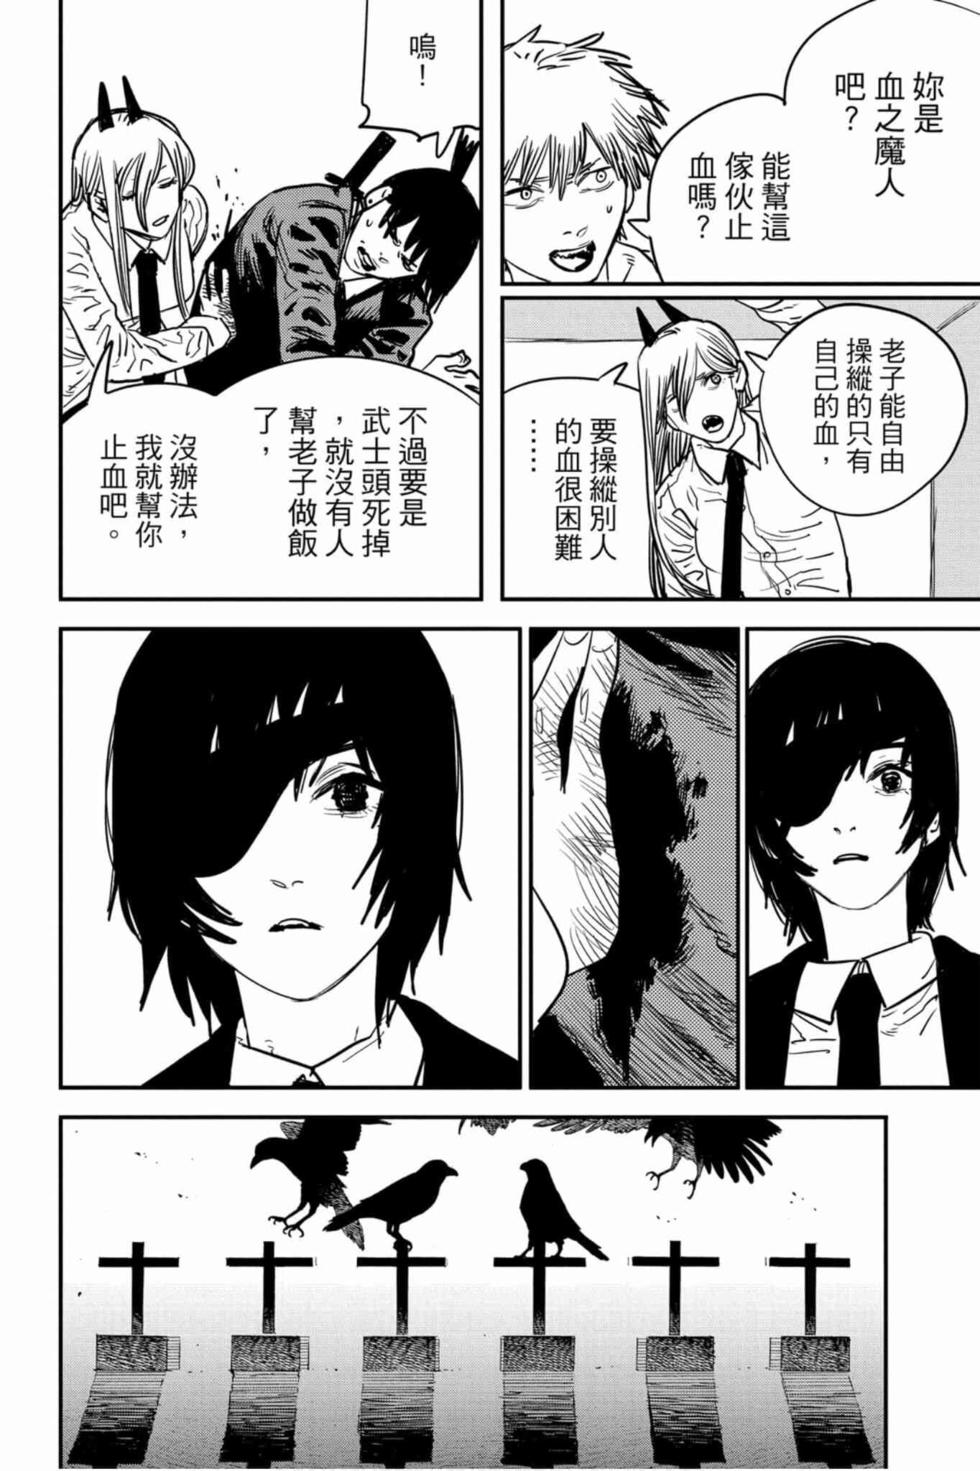 妳是
血之魔人
吧？
能幫這
傢伙止
血嗎？
老子能自由
操縱的只有
自己的血，
要操縱別人
的血很困難
……
嗚！
不過要是
武士頭死掉
，就沒有人
幫老子做飯
了，
沒辦法，
我就幫你
止血吧。